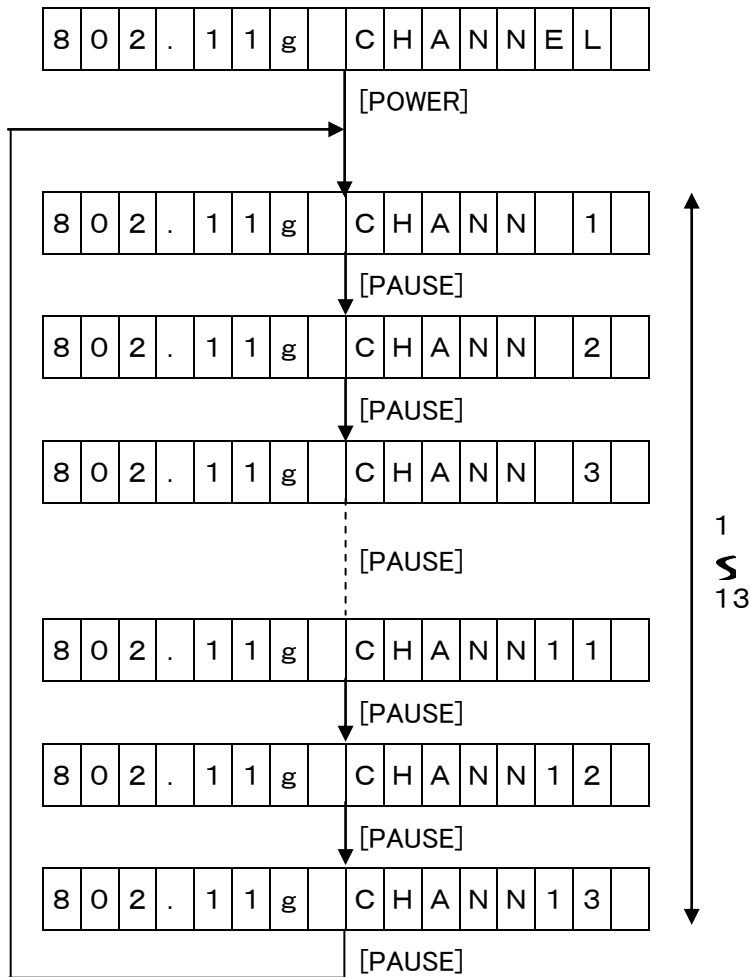 802.11g CHANNEL
[POWER]
802.11g CHANN 1
[PAUSE]
802.11g CHANN 2
[PAUSE]
802.11g CHANN 3
[PAUSE]
1
≀
13
802.11g CHANN11
[PAUSE]
802.11g CHANN12
[PAUSE]
802.11g CHANN13
[PAUSE]